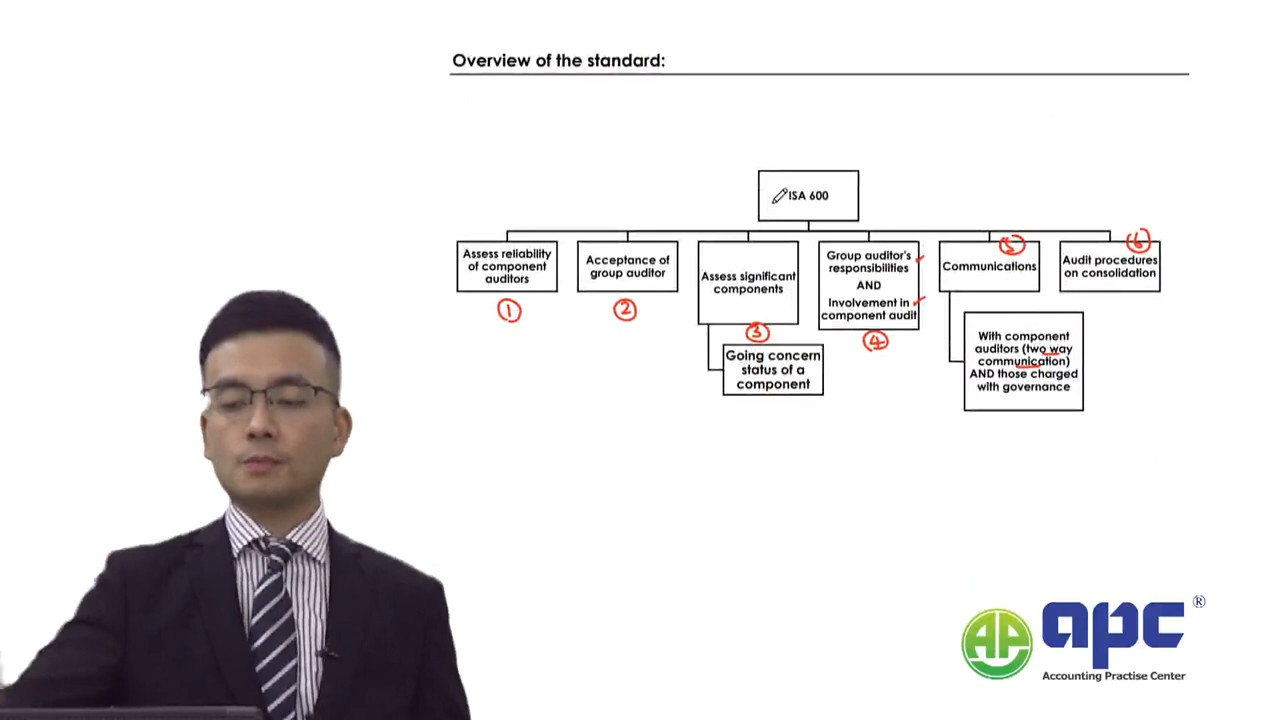 Overview of the standard:
ISA 600
Assess reliability
of component
auditors
①
Acceptance of
group auditor
②
Assess significant
components
③
Going concern
status of a
component
Group auditor's
responsibilities
AND
Involvement in
component audit
④
Communications
⑤
With component
auditors (two way
communication)
AND those charged
with governance
Audit procedures
on consolidation
⑥
AP
apc ®
Accounting Practise Center